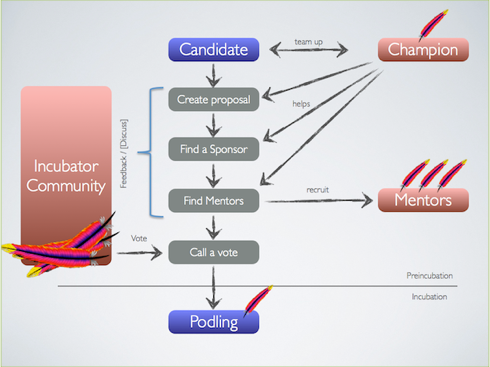 Candidate
team up
Champion
Create proposal
helps
Feedback / [Discuss]
Find a Sponsor
Incubator
Community
Find Mentors
recruit
Mentors
Vote
Call a vote
Preincubation
Incubation
Podling